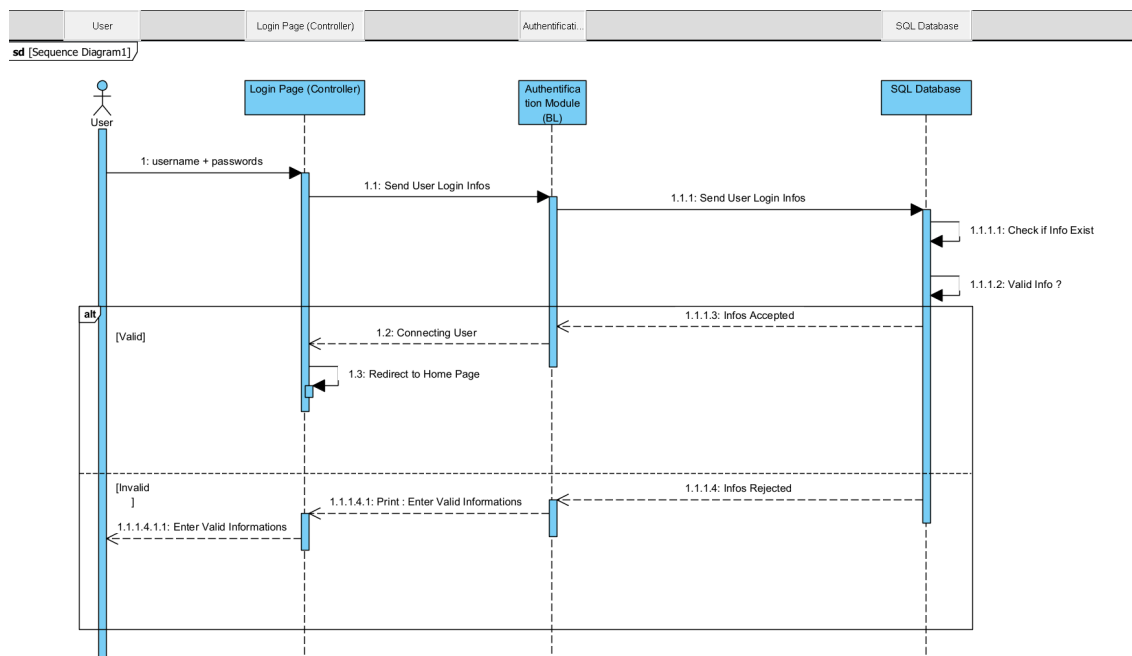 User
Login Page (Controller)
Authentificati...
SQL Database
sd [Sequence Diagram1]
User
Login Page (Controller)
Authentifica
tion Module
(BL)
SQL Database
1: username + passwords
1.1: Send User Login Infos
1.1.1: Send User Login Infos
1.1.1.1: Check if Info Exist
1.1.1.2: Valid Info ?
alt
[Valid]
1.1.1.3: Infos Accepted
1.2: Connecting User
1.3: Redirect to Home Page
[Invalid
]
1.1.1.4: Infos Rejected
1.1.1.4.1: Print : Enter Valid Informations
1.1.1.4.1.1: Enter Valid Informations